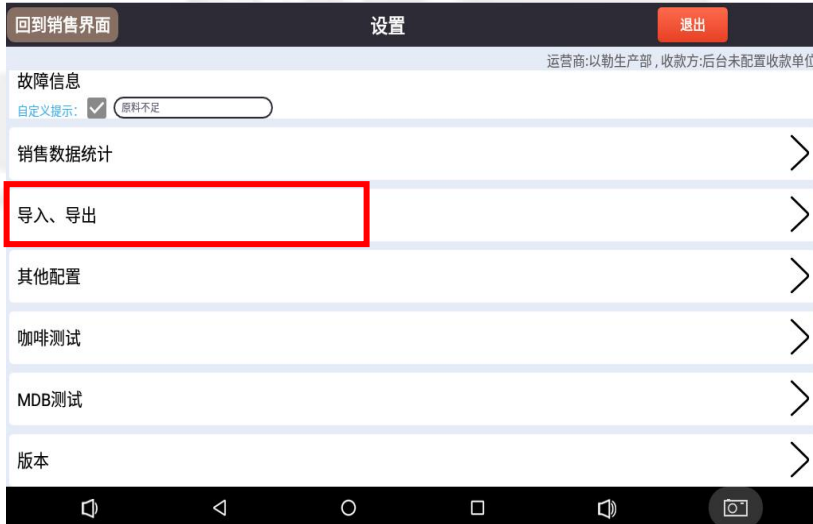 回到销售界面 设置 退出
运营商:以勒生产部 , 收款方:后台未配置收款单位
故障信息
自定义提示: 原料不足
销售数据统计
导入、导出
其他配置
咖啡测试
MDB测试
版本